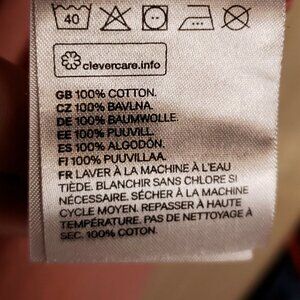 40
clevercare.info
GB 100% COTTON.
CZ 100% BAVLNA.
DE 100% BAUMWOLLE.
EE 100% PUUVILL.
ES 100% ALGODÓN.
FI 100% PUUVILLAA.
FR LAVER À LA MACHINE À L'EAU
TIÈDE. BLANCHIR SANS CHLORE SI
NÉCESSAIRE. SÉCHER À LA MACHINE
CYCLE MOYEN. REPASSER À HAUTE
TEMPÉRATURE. PAS DE NETTOYAGE À
SEC. 100% COTON.